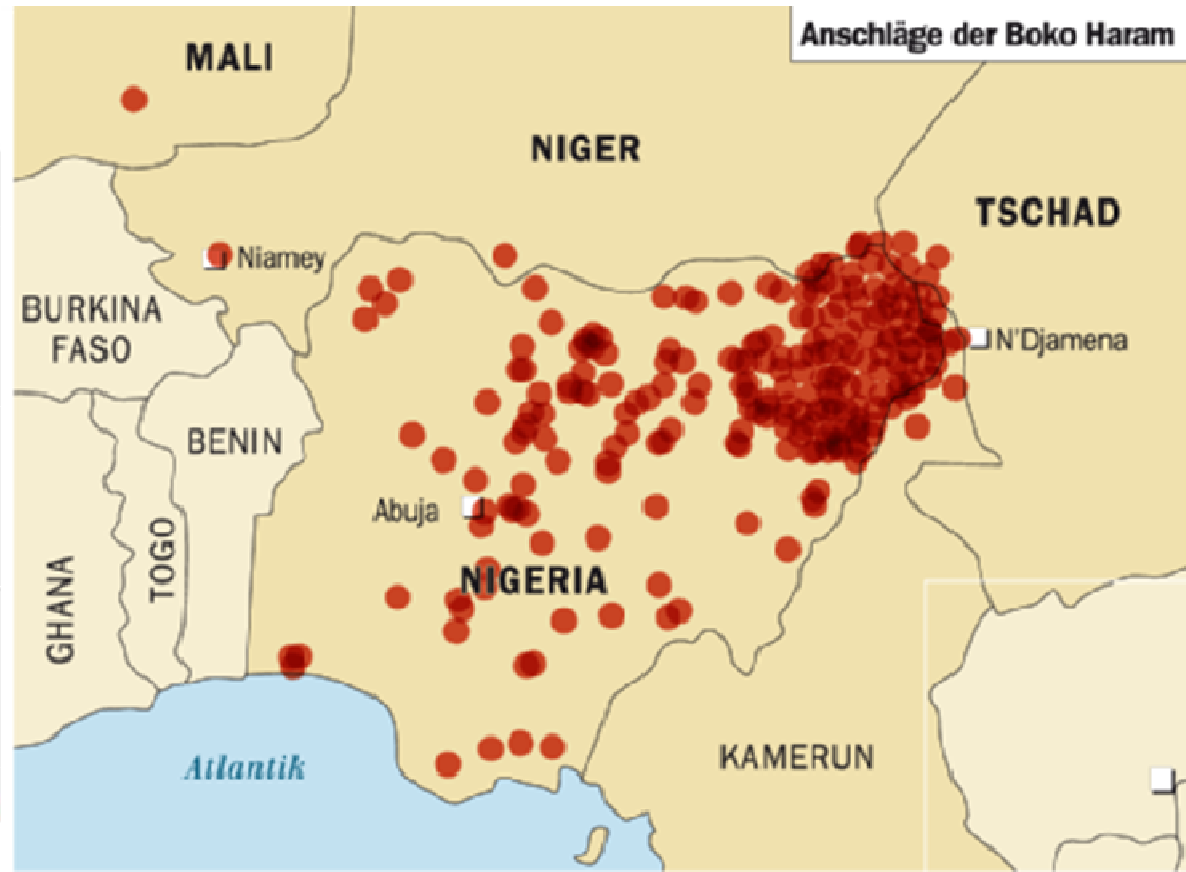 Anschläge der Boko Haram
MALI
NIGER
TSCHAD
Niamey
BURKINA
FASO
N'Djamena
BENIN
Abuja
TOGO
GHANA
NIGERIA
KAMERUN
Atlantik